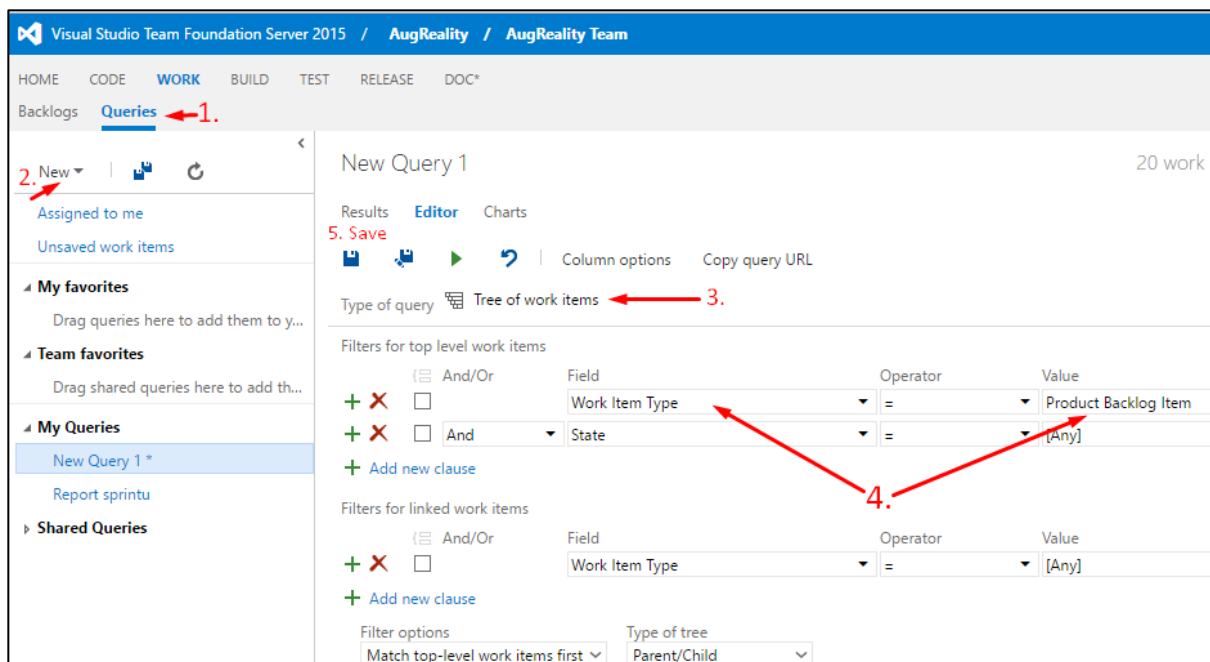 Visual Studio Team Foundation Server 2015 / AugReality / AugReality Team
HOME CODE WORK BUILD TEST RELEASE DOC*
Backlogs Queries 1.
2. New
Assigned to me
Unsaved work items
My favorites
Drag queries here to add them to y...
Team favorites
Drag shared queries here to add th...
My Queries
New Query 1 *
Report sprintu
Shared Queries
New Query 1 20 work
Results Editor Charts
5. Save
Column options Copy query URL
Type of query Tree of work items 3.
Filters for top level work items
And/Or Field Operator Value
Work Item Type = Product Backlog Item
And State = [Any]
+ Add new clause
4.
Filters for linked work items
And/Or Field Operator Value
Work Item Type = [Any]
+ Add new clause
Filter options Type of tree
Match top-level work items first Parent/Child